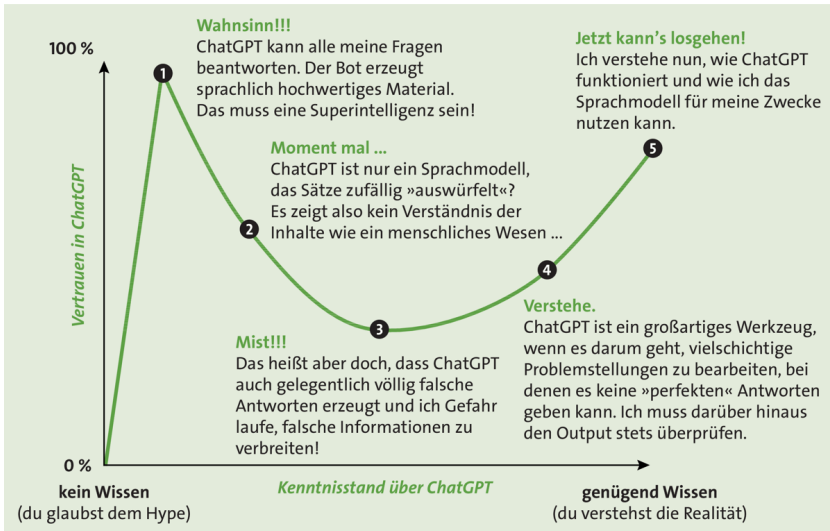 100 %
Vertrauen in ChatGPT
0 %
1
Wahnsinn!!!
ChatGPT kann alle meine Fragen
beantworten. Der Bot erzeugt
sprachlich hochwertiges Material.
Das muss eine Superintelligenz sein!
2
Moment mal ...
ChatGPT ist nur ein Sprachmodell,
das Sätze zufällig »auswürfelt«?
Es zeigt also kein Verständnis der
Inhalte wie ein menschliches Wesen ...
3
Mist!!!
Das heißt aber doch, dass ChatGPT
auch gelegentlich völlig falsche
Antworten erzeugt und ich Gefahr
laufe, falsche Informationen zu
verbreiten!
4
Verstehe.
ChatGPT ist ein großartiges Werkzeug,
wenn es darum geht, vielschichtige
Problemstellungen zu bearbeiten, bei
denen es keine »perfekten« Antworten
geben kann. Ich muss darüber hinaus
den Output stets überprüfen.
5
Jetzt kann’s losgehen!
Ich verstehe nun, wie ChatGPT
funktioniert und wie ich das
Sprachmodell für meine Zwecke
nutzen kann.
kein Wissen
(du glaubst dem Hype)
Kenntnisstand über ChatGPT
genügend Wissen
(du verstehst die Realität)